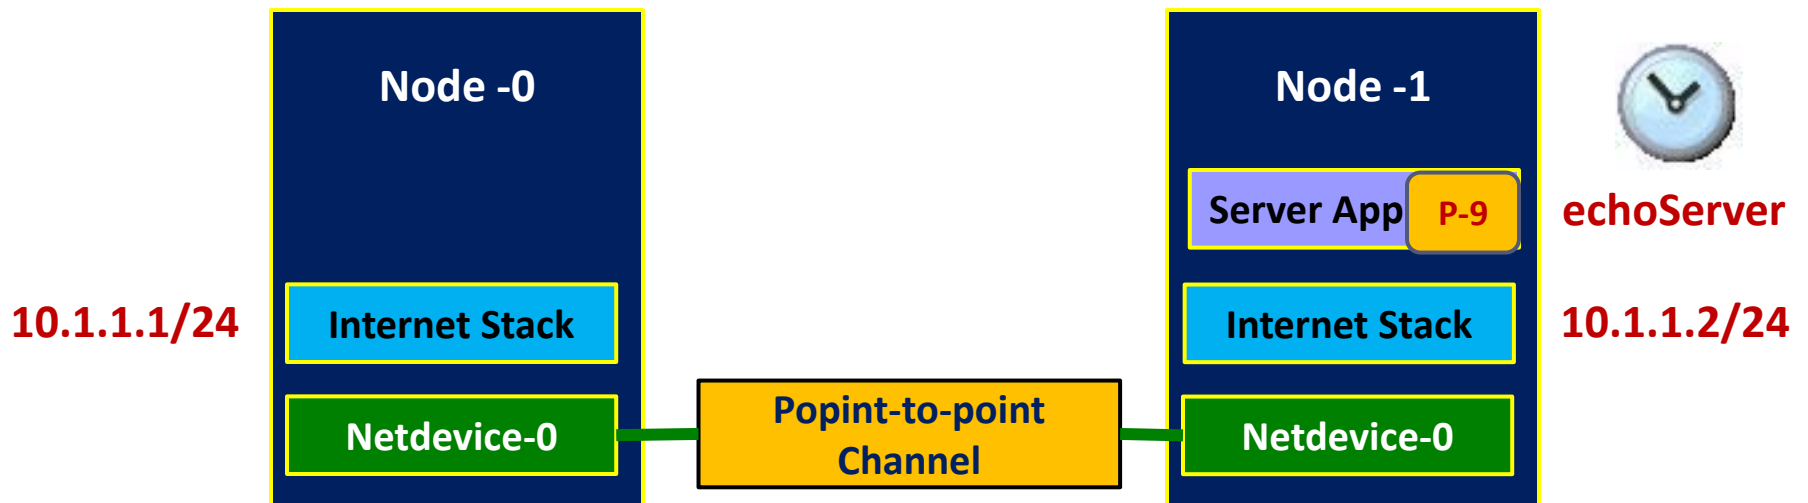 Node -0
Node -1
Server App
P-9
echoServer
10.1.1.1/24
Internet Stack
Internet Stack
10.1.1.2/24
Netdevice-0
Popint-to-point
Channel
Netdevice-0